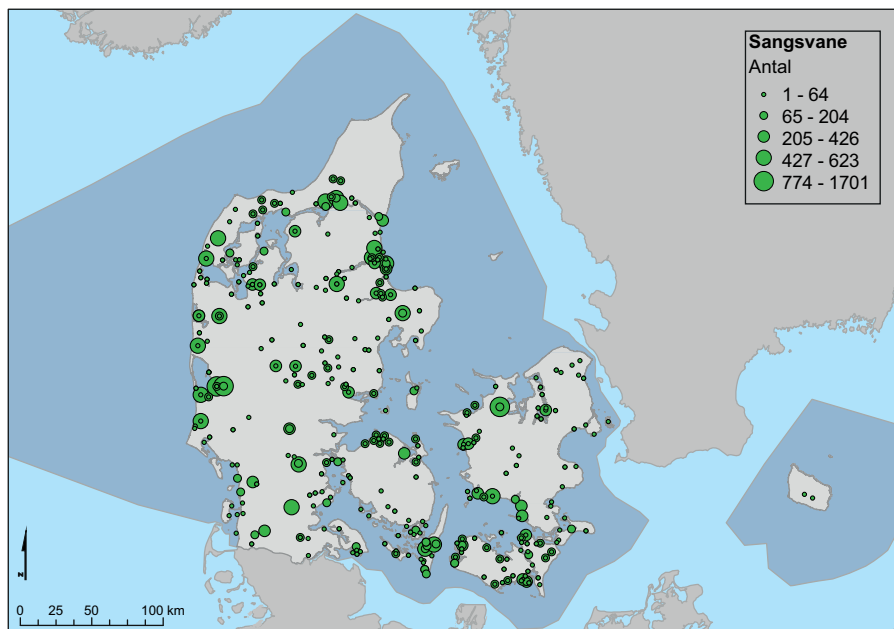 Sangsvane
Antal
1 - 64
65 - 204
205 - 426
427 - 623
774 - 1701
N
0 25 50 100 km